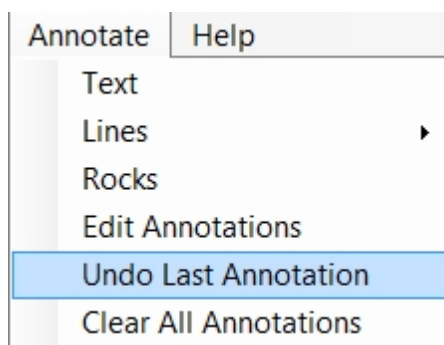 Annotate Help
Text
Lines
Rocks
Edit Annotations
Undo Last Annotation
Clear All Annotations